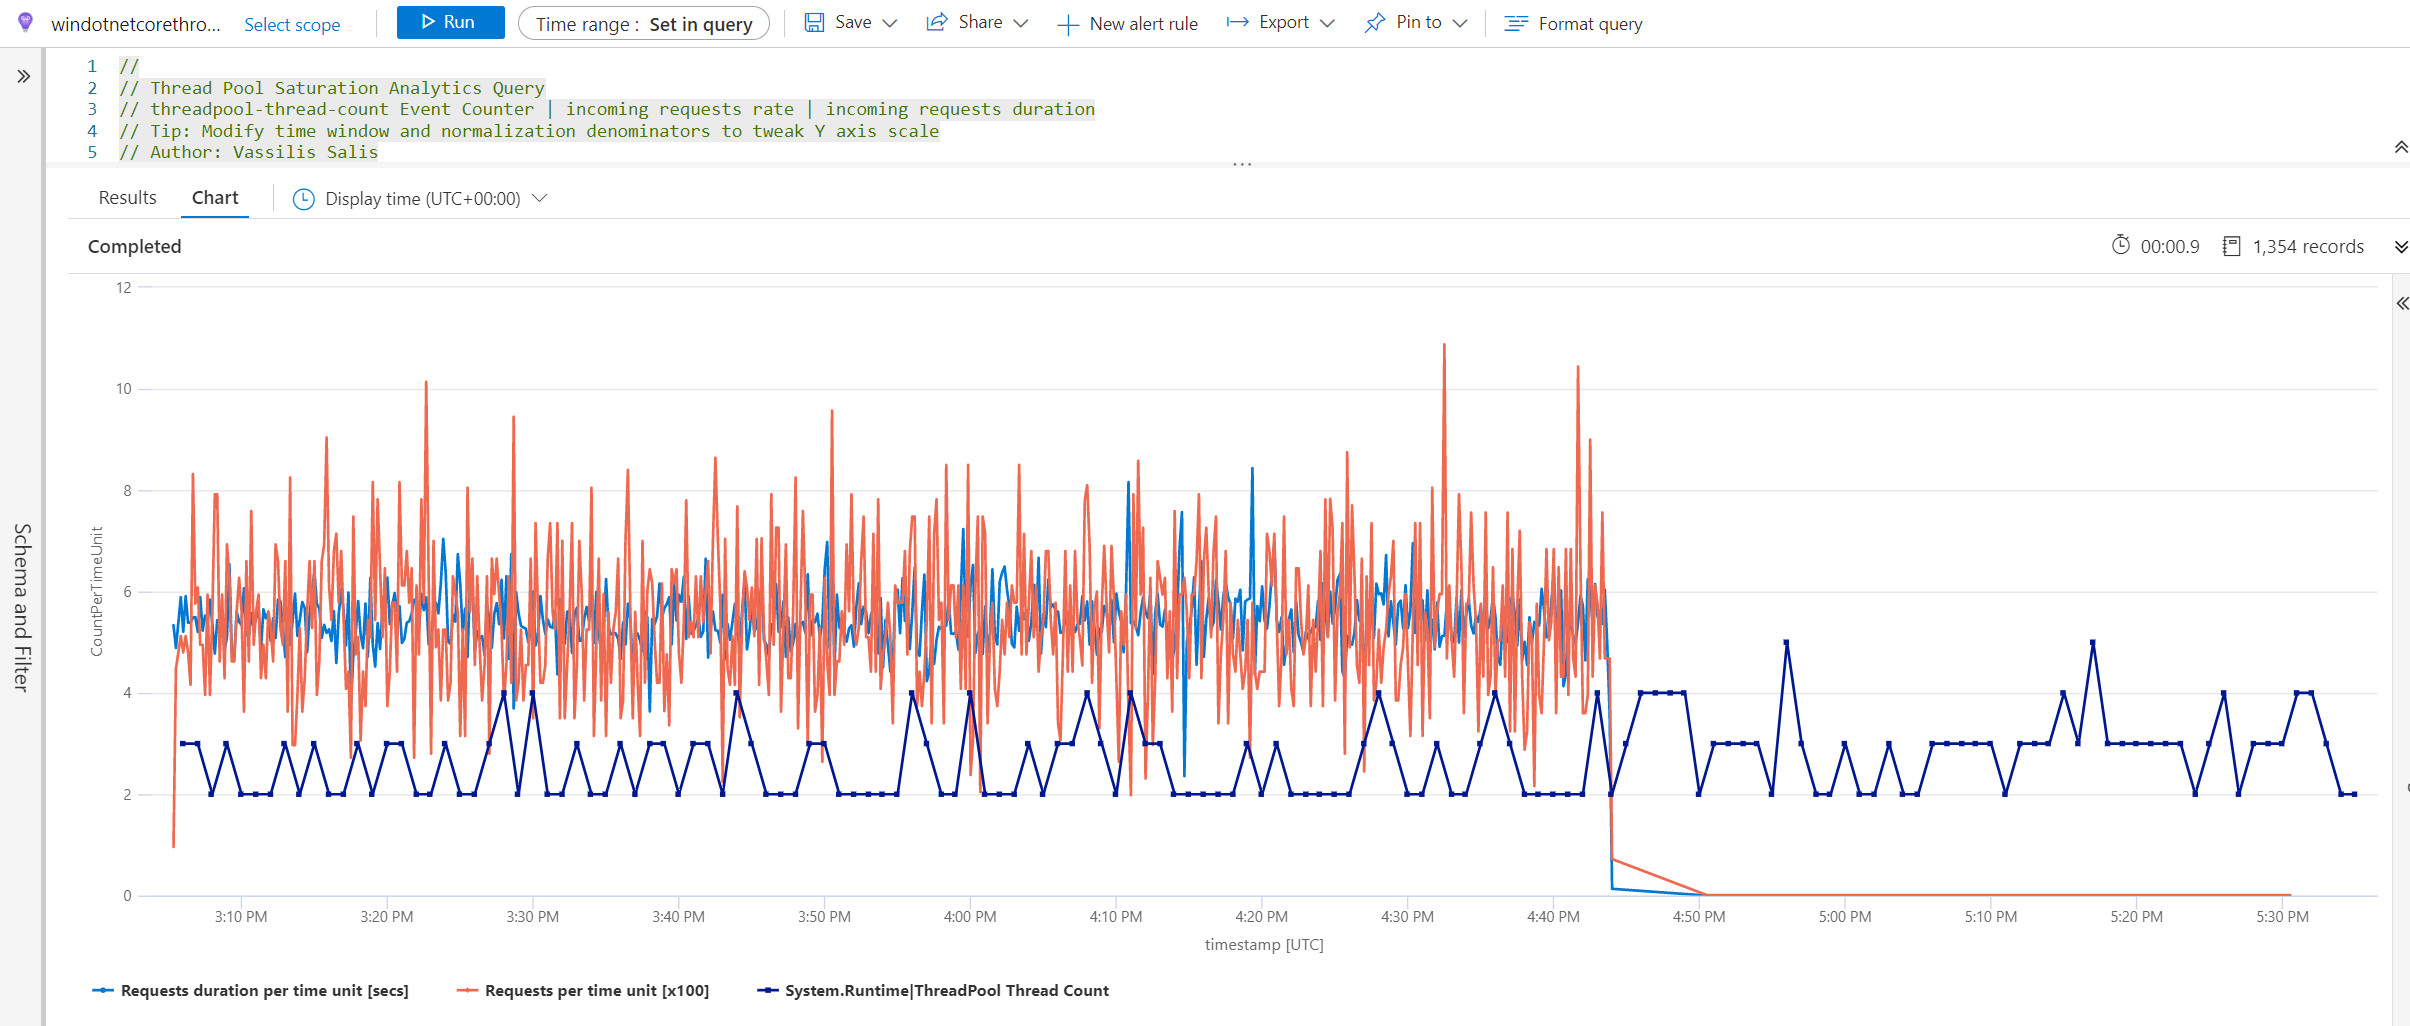 windotnetcorethro... Select scope Run Time range : Set in query Save Share New alert rule Export Pin to Format query
1 //
2 // Thread Pool Saturation Analytics Query
3 // threadpool-thread-count Event Counter | incoming requests rate | incoming requests duration
4 // Tip: Modify time window and normalization denominators to tweak Y axis scale
5 // Author: Vassilis Salis
...
Schema and Filter
Results Chart Display time (UTC+00:00)
Completed 00:00.9 1,354 records
12
10
8
6
4
2
0
CountPerTimeUnit
3:10 PM 3:20 PM 3:30 PM 3:40 PM 3:50 PM 4:00 PM 4:10 PM 4:20 PM 4:30 PM 4:40 PM 4:50 PM 5:00 PM 5:10 PM 5:20 PM 5:30 PM
timestamp [UTC]
Requests duration per time unit [secs] Requests per time unit [x100] System.Runtime|ThreadPool Thread Count